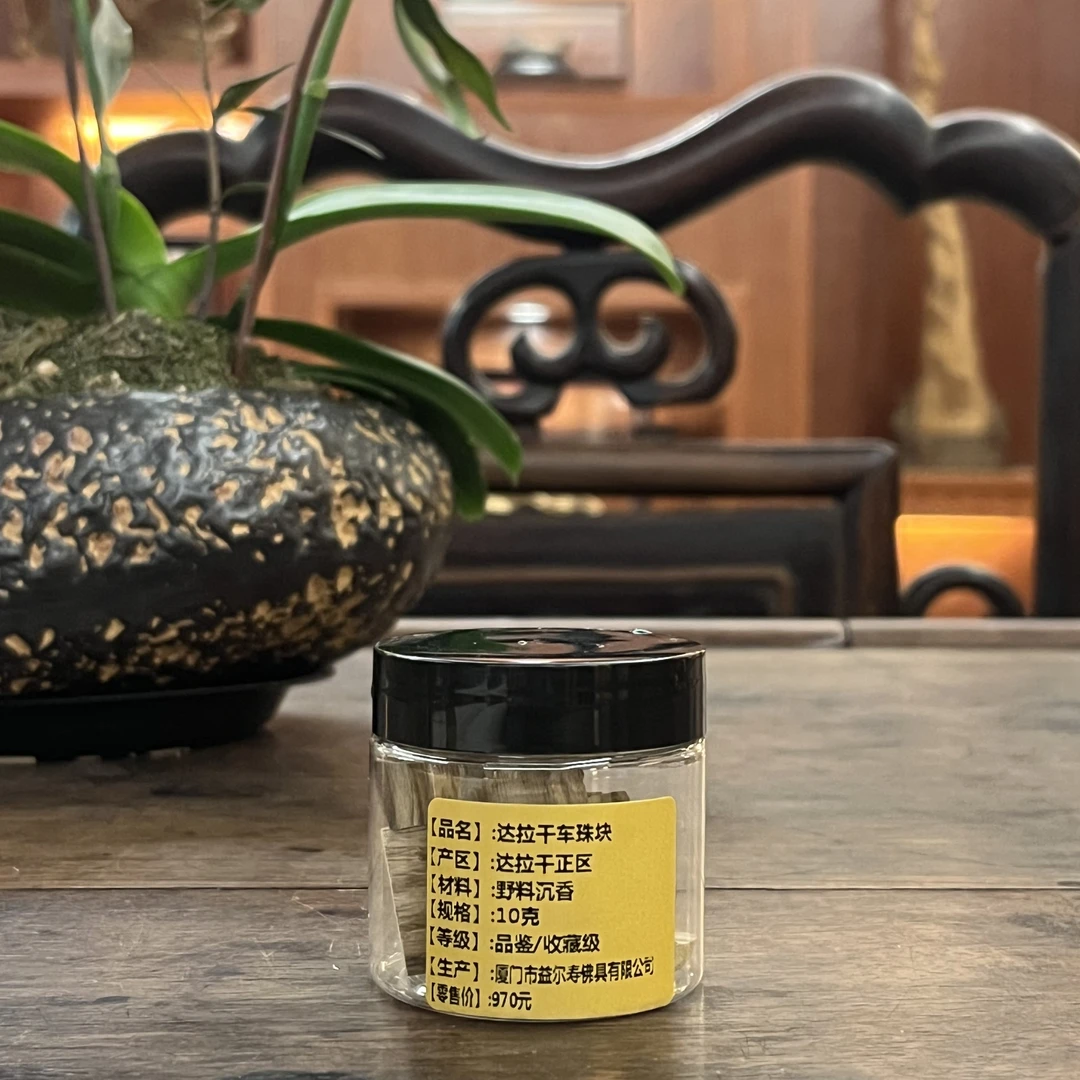 【品名】:达拉干车珠块
【产区】:达拉干正区
【材料】:野料沉香
【规格】:10克
【等级】:品鉴/收藏级
【生产】:厦门市益尔寿佛具有限公司
【零售价】:970元